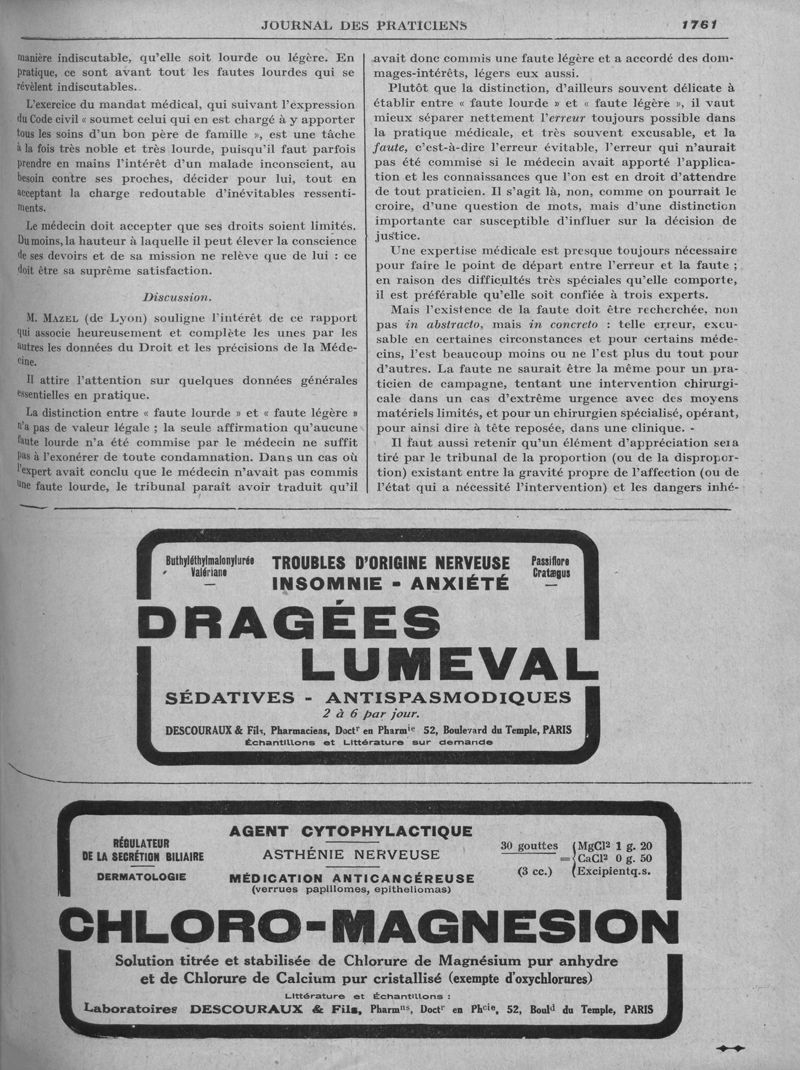 JOURNAL DES PRATICIENS 1761
manière indiscutable, qu'elle soit lourde ou légère. En
pratique, ce sont avant tout les fautes lourdes qui se
révèlent indiscutables.
L'exercice du mandat médical, qui suivant l'expression
du Code civil « soumet celui qui en est chargé à y apporter
tous les soins d'un bon père de famille », est une tâche
à la fois très noble et très lourde, puisqu'il faut parfois
prendre en mains l'intérêt d'un malade inconscient, au
besoin contre ses proches, décider pour lui, tout en
acceptant la charge redoutable d'inévitables ressenti-
ments.
Le médecin doit accepter que ses droits soient limités.
Du moins, la hauteur à laquelle il peut élever la conscience
de ses devoirs et de sa mission ne relève que de lui : ce
doit être sa suprême satisfaction.
Discussion.
M. MAZEL (de Lyon) souligne l'intérêt de ce rapport
qui associe heureusement et complète les unes par les
autres les données du Droit et les précisions de la Méde-
cine.
Il attire l'attention sur quelques données générales
essentielles en pratique.
La distinction entre « faute lourde » et « faute légère »
n'a pas de valeur légale ; la seule affirmation qu'aucune
faute lourde n'a été commise par le médecin ne suffit
pas à l'exonérer de toute condamnation. Dans un cas où
l'expert avait conclu que le médecin n'avait pas commis
une faute lourde, le tribunal paraît avoir traduit qu'il
avait donc commis une faute légère et a accordé des dom-
mages-intérêts, légers eux aussi.
Plutôt que la distinction, d'ailleurs souvent délicate à
établir entre « faute lourde » et « faute légère », il vaut
mieux séparer nettement l'erreur toujours possible dans
la pratique médicale, et très souvent excusable, et la
faute, c'est-à-dire l'erreur évitable, l'erreur qui n'aurait
pas été commise si le médecin avait apporté l'applica-
tion et les connaissances que l'on est en droit d'attendre
de tout praticien. Il s'agit là, non, comme on pourrait le
croire, d'une question de mots, mais d'une distinction
importante car susceptible d'influer sur la décision de
justice.
Une expertise médicale est presque toujours nécessaire
pour faire le point de départ entre l'erreur et la faute ;
en raison des difficultés très spéciales qu'elle comporte,
il est préférable qu'elle soit confiée à trois experts.
Mais l'existence de la faute doit être recherchée, non
pas in abstracto, mais in concreto : telle erreur, excu-
sable en certaines circonstances et pour certains méde-
cins, l'est beaucoup moins ou ne l'est plus du tout pour
d'autres. La faute ne saurait être la même pour un pra-
ticien de campagne, tentant une intervention chirurgi-
cale dans un cas d'extrême urgence avec des moyens
matériels limités, et pour un chirurgien spécialisé, opérant,
pour ainsi dire à tête reposée, dans une clinique.
Il faut aussi retenir qu'un élément d'appréciation sera
tiré par le tribunal de la proportion (ou de la dispropor-
tion) existant entre la gravité propre de l'affection (ou de
l'état qui a nécessité l'intervention) et les dangers inhé-
Buthyléthylmalonylurée
Valériane
TROUBLES D'ORIGINE NERVEUSE
INSOMNIE - ANXIÉTÉ
Passiflore
Cratægus
DRAGÉES
LUMEVAL
SÉDATIVES - ANTISPASMODIQUES
2 à 6 par jour.
DESCOURAUX & Fils, Pharmaciens, Doctr en Pharmie 52, Boulevard du Temple, PARIS
Échantillons et Littérature sur demande
RÉGULATEUR
DE LA SECRÉTION BILIAIRE
DERMATOLOGIE
AGENT CYTOPHYLACTIQUE
ASTHÉNIE NERVEUSE
MÉDICATION ANTICANCÉREUSE
(verrues papillomes, epitheliomas)
30 gouttes
(3 cc.)
= { MgCl2 1 g. 20
CaCl2 0 g. 50
Excipient q.s.
CHLORO-MAGNESION
Solution titrée et stabilisée de Chlorure de Magnésium pur anhydre
et de Chlorure de Calcium pur cristallisé (exempte d'oxychlorures)
Littérature et Échantillons :
Laboratoires DESCOURAUX & Fils, Pharmns, Doctr en Phcie, 52, Bould du Temple, PARIS